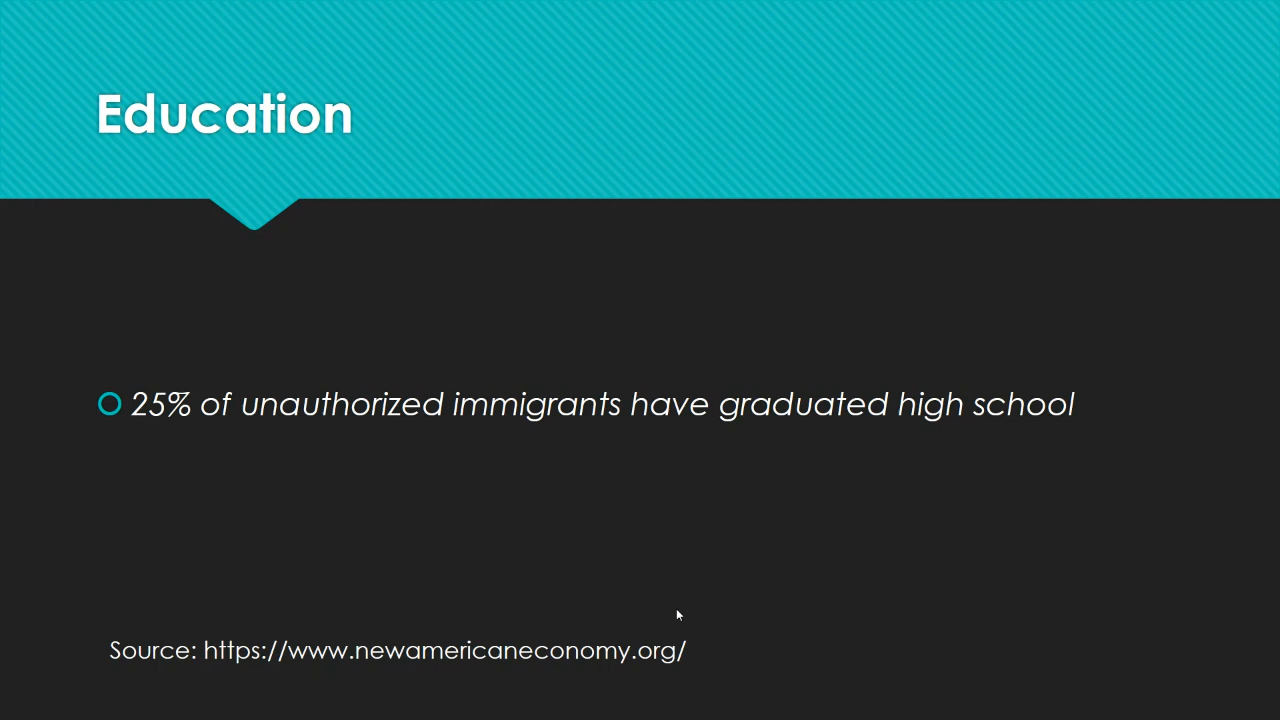 Education
25% of unauthorized immigrants have graduated high school
Source: https://www.newamericaneconomy.org/